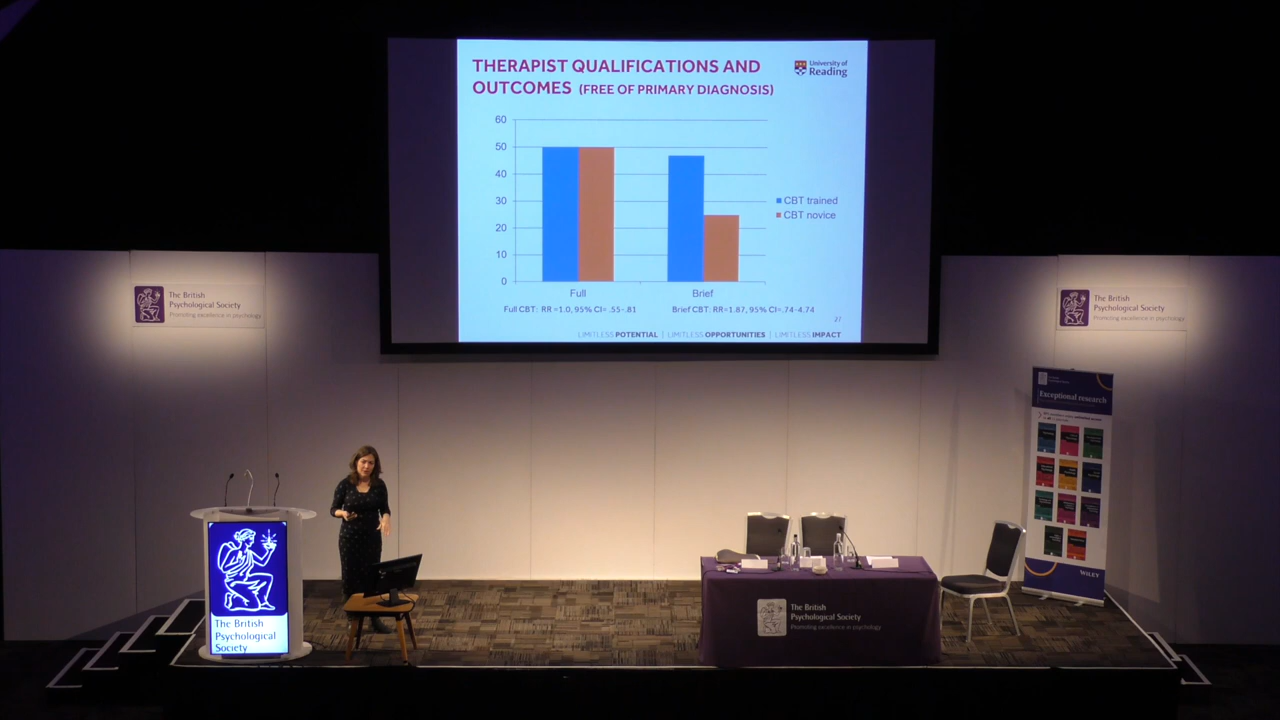 THERAPIST QUALIFICATIONS AND
OUTCOMES (FREE OF PRIMARY DIAGNOSIS)
University of
Reading
60
50
40
30
20
10
0
Full
Brief
CBT trained
CBT novice
Full CBT: RR =1.0, 95% CI= .55-.81
Brief CBT: RR=1.87, 95% CI=.74-4.74
27
LIMITLESS POTENTIAL | LIMITLESS OPPORTUNITIES | LIMITLESS IMPACT
The British
Psychological Society
Promoting excellence in psychology
The British
Psychological Society
Promoting excellence in psychology
Exceptional research
WILEY
The British
Psychological
Society
The British
Psychological Society
Promoting excellence in psychology